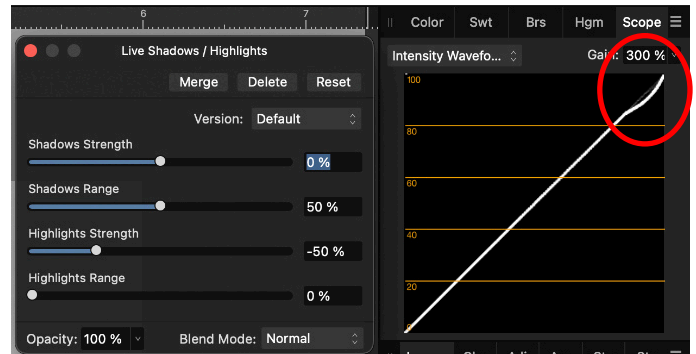 6 7
Live Shadows / Highlights
Merge Delete Reset
Version: Default
Shadows Strength
0 %
Shadows Range
50 %
Highlights Strength
-50 %
Highlights Range
0 %
Opacity: 100 % Blend Mode: Normal
Color Swt Brs Hgm Scope
Intensity Wavefo... Gain: 300 %
100
80
60
40
20
0